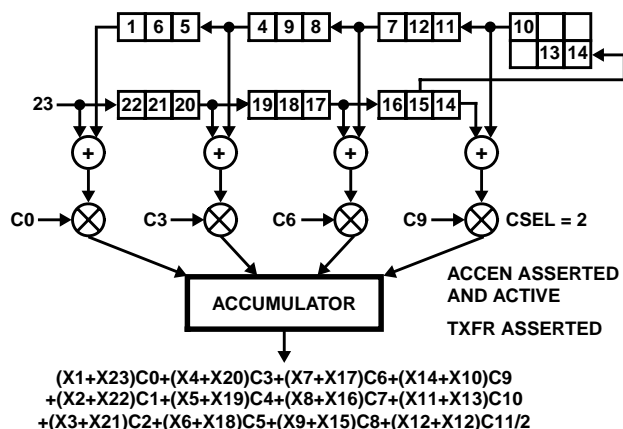 1 6 5 4 9 8 7 12 11 10
13 14
23 22 21 20 19 18 17 16 15 14
+ + + +
C0 C3 C6 C9 CSEL = 2
ACCEN ASSERTED
AND ACTIVE
ACCUMULATOR
TXFR ASSERTED
(X1+X23)C0+(X4+X20)C3+(X7+X17)C6+(X14+X10)C9
+(X2+X22)C1+(X5+X19)C4+(X8+X16)C7+(X11+X13)C10
+(X3+X21)C2+(X6+X18)C5+(X9+X15)C8+(X12+X12)C11/2